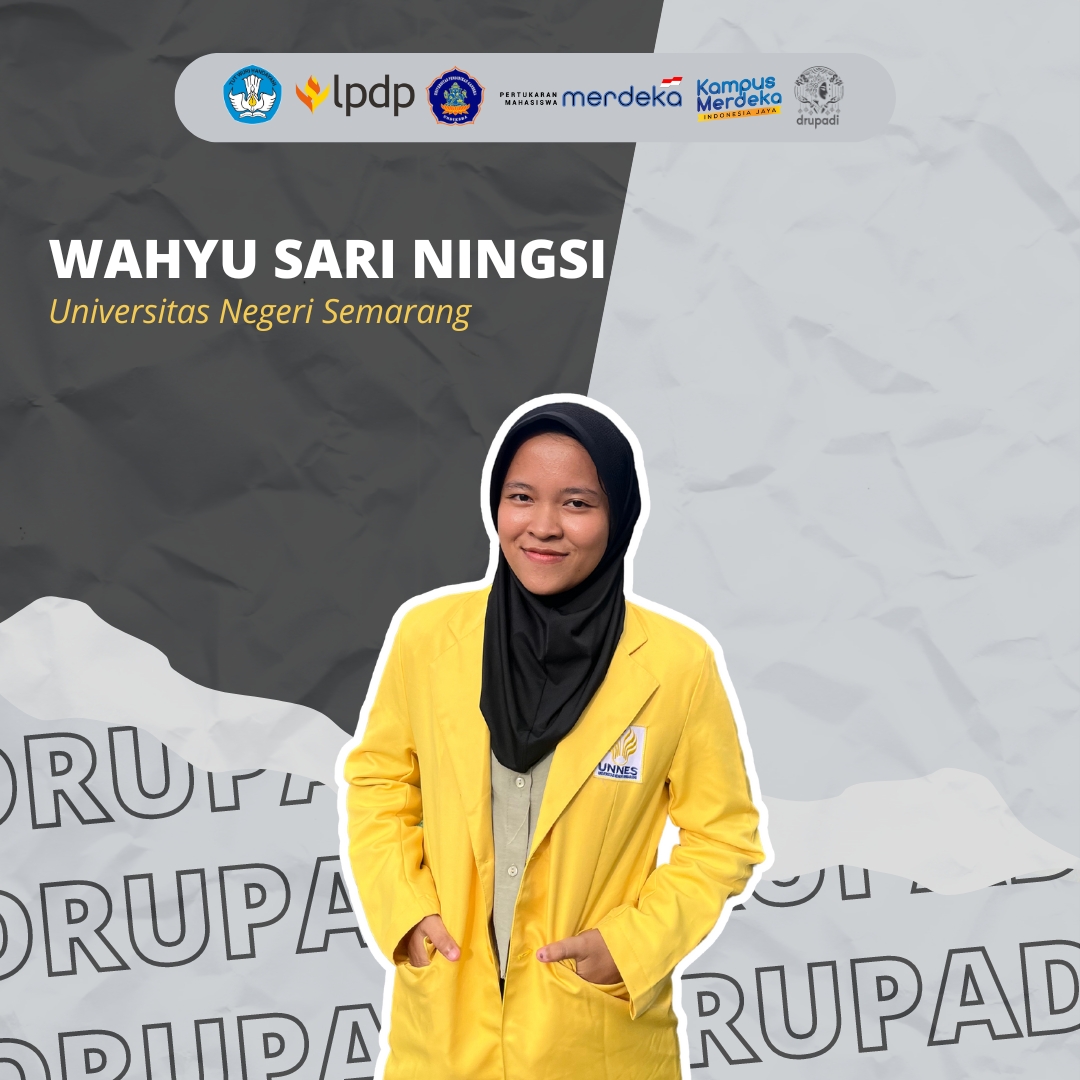 lpdp
PERTUKARAN
MAHASISWA merdeka
Kampus
Merdeka
INDONESIA JAYA
drupadi
WAHYU SARI NINGSI
Universitas Negeri Semarang
UNNES
DRUPA
DRUPA
DRUPA
RUPAD